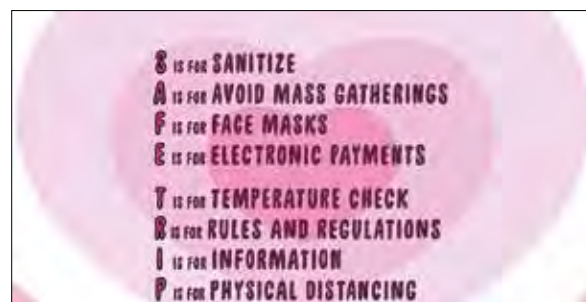 S IS FOR SANITIZE
A IS FOR AVOID MASS GATHERINGS
F IS FOR FACE MASKS
E IS FOR ELECTRONIC PAYMENTS
T IS FOR TEMPERATURE CHECK
R IS FOR RULES AND REGULATIONS
I IS FOR INFORMATION
P IS FOR PHYSICAL DISTANCING